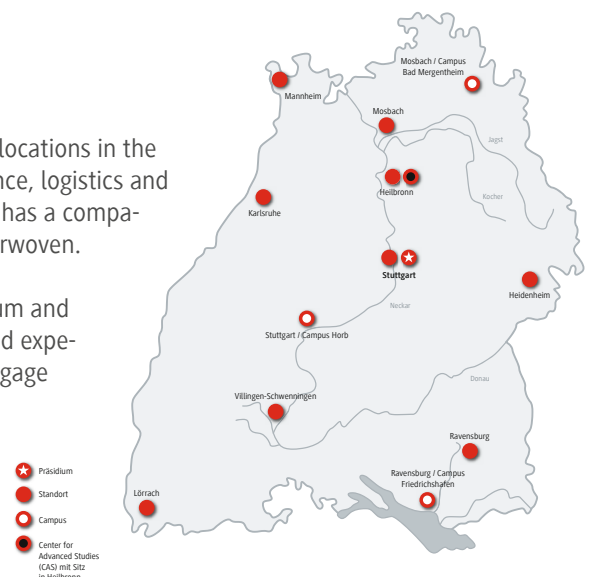 locations in the
nce, logistics and
has a compa-
rwoven.
um and
d expe-
gage
Mosbach / Campus
Bad Mergentheim
Mannheim
Mosbach
Jagst
Heilbronn
Kocher
Karlsruhe
Stuttgart
Heidenheim
Neckar
Stuttgart / Campus Horb
Donau
Villingen-Schwenningen
Ravensburg
Ravensburg / Campus
Friedrichshafen
Lörrach
Präsidium
Standort
Campus
Center for
Advanced Studies
(CAS) mit Sitz
in Heilbronn